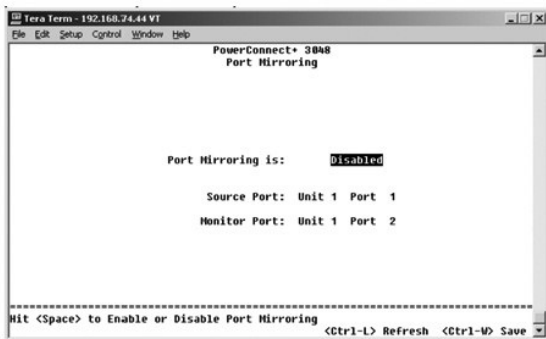 Tera Term - 192.168.74.44 VT
File Edit Setup Control Window Help
PowerConnect+ 3048
Port Mirroring
Port Mirroring is: Disabled
Source Port: Unit 1 Port 1
Monitor Port: Unit 1 Port 2
Hit <Space> to Enable or Disable Port Mirroring
<Ctrl-L> Refresh <Ctrl-W> Save